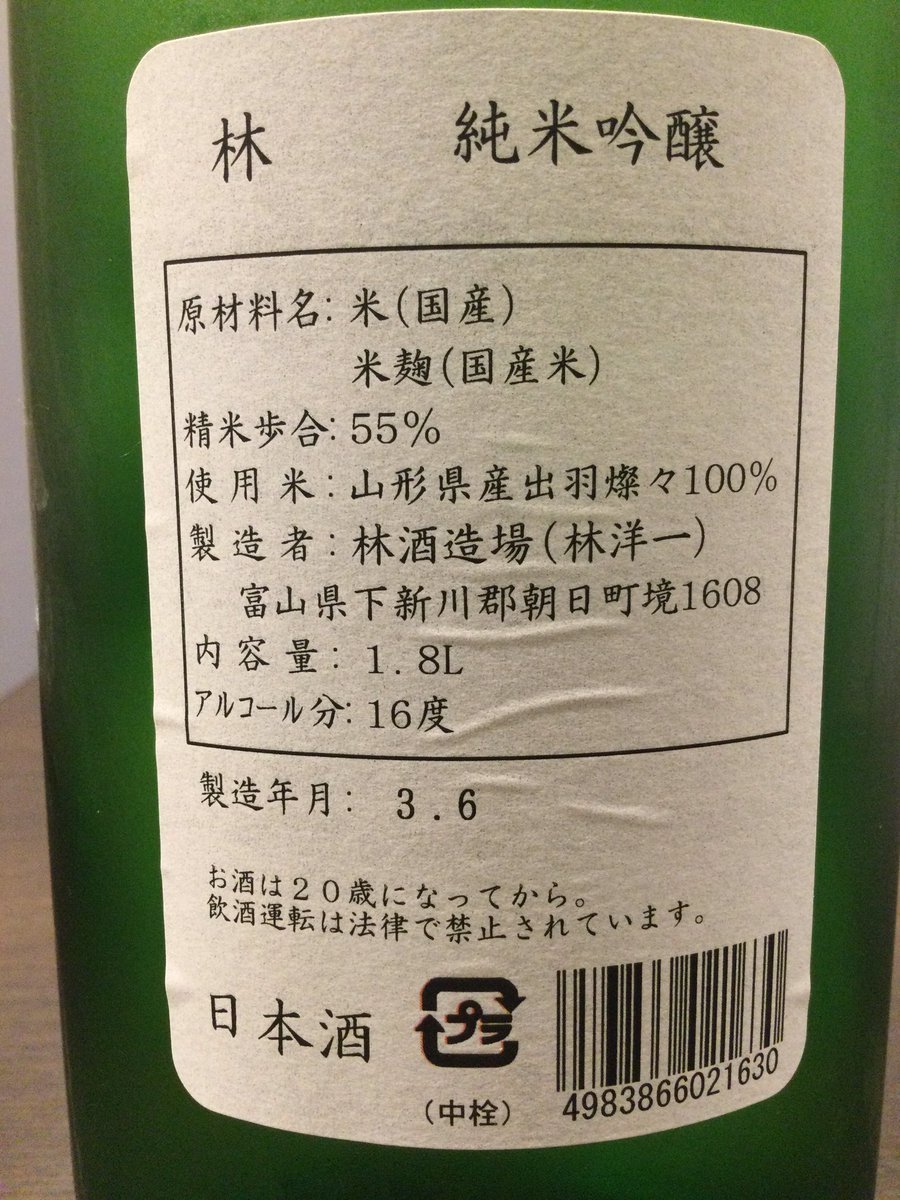 林　純米吟醸
原材料名: 米(国産)
米麹(国産米)
精米歩合: 55%
使用米: 山形県産出羽燦々100%
製造者: 林酒造場(林洋一)
富山県下新川郡朝日町境1608
内容量: 1.8L
アルコール分: 16度
製造年月: 3.6
お酒は20歳になってから。
飲酒運転は法律で禁止されています。
日本酒
プラ
(中栓)
4983866021630